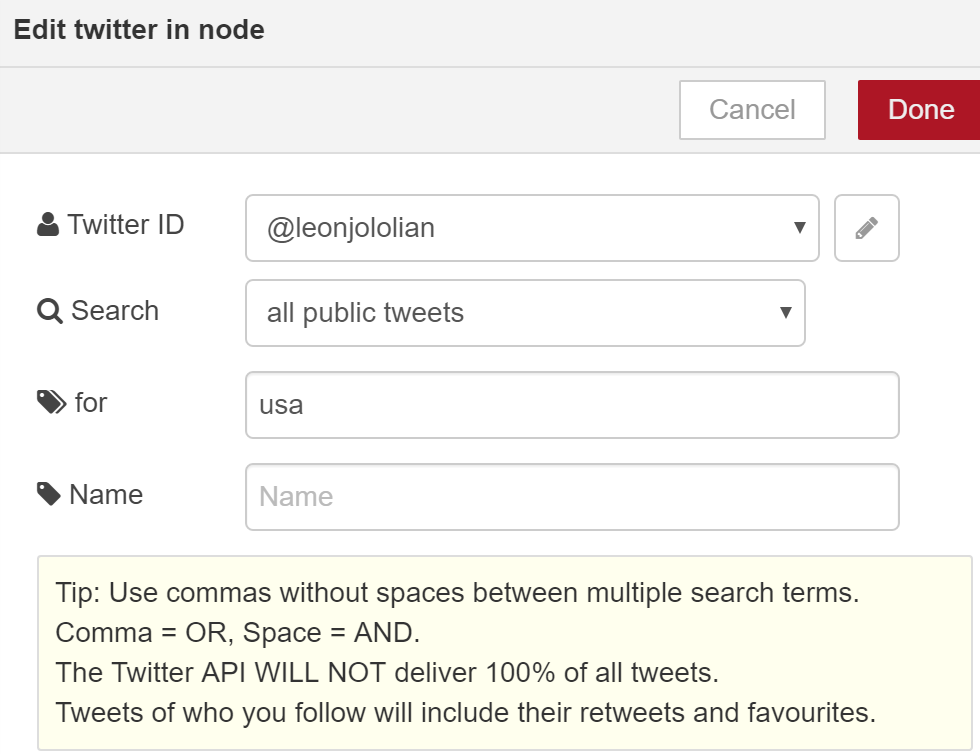 Edit twitter in node
Cancel
Done
Twitter ID
@leonjololian
Search
all public tweets
for
usa
Name
Name
Tip: Use commas without spaces between multiple search terms.
Comma = OR, Space = AND.
The Twitter API WILL NOT deliver 100% of all tweets.
Tweets of who you follow will include their retweets and favourites.